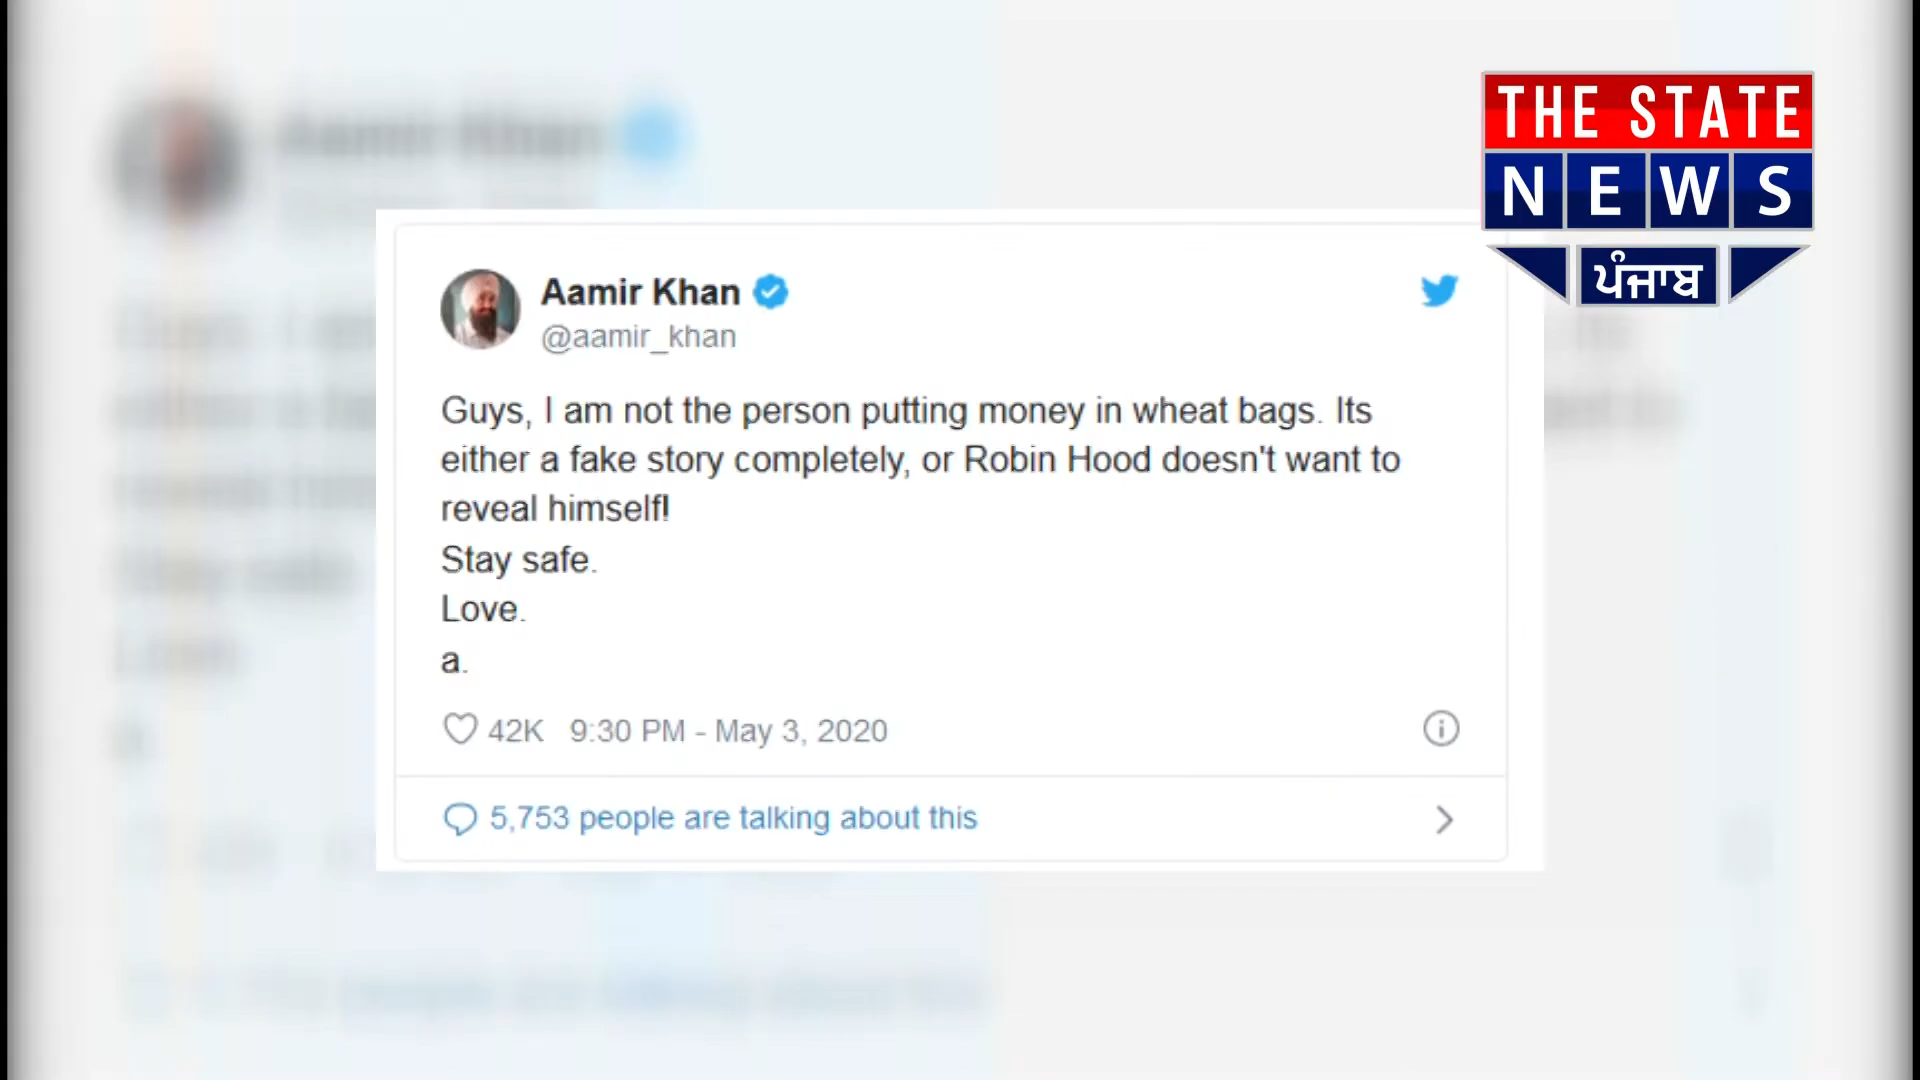 THE STATE
NEWS
ਪੰਜਾਬ
Aamir Khan
@aamir_khan
Guys, I am not the person putting money in wheat bags. Its
either a fake story completely, or Robin Hood doesn't want to
reveal himself!
Stay safe.
Love.
a.
42K 9:30 PM - May 3, 2020
5,753 people are talking about this